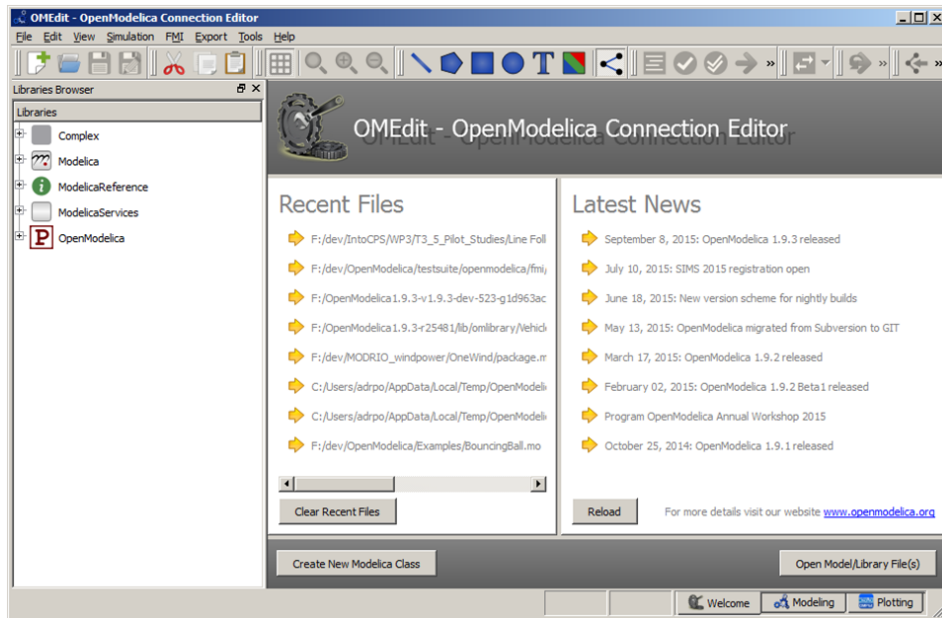 OMEdit - OpenModelica Connection Editor
File Edit View Simulation FMI Export Tools Help
Libraries Browser
Libraries
Complex
Modelica
ModelicaReference
ModelicaServices
P OpenModelica
OMEdit - OpenModelica Connection Editor
Recent Files
F:/dev/IntoCPS/WP3/T3_5_Pilot_Studies/Line Foll
F:/dev/OpenModelica/testsuite/openmodelica/fmi,
F:/OpenModelica1.9.3-v1.9.3-dev-523-g1d963ac
F:/OpenModelica1.9.3-r25481/lib/omlibrary/Vehicl
F:/dev/MODRIO_windpower/OneWind/package.m
C:/Users/adrpo/AppData/Local/Temp/OpenModeli
C:/Users/adrpo/AppData/Local/Temp/OpenModeli
F:/dev/OpenModelica/Examples/BouncingBall.mo
Clear Recent Files
Latest News
September 8, 2015: OpenModelica 1.9.3 released
July 10, 2015: SIMS 2015 registration open
June 18, 2015: New version scheme for nightly builds
May 13, 2015: OpenModelica migrated from Subversion to GIT
March 17, 2015: OpenModelica 1.9.2 released
February 02, 2015: OpenModelica 1.9.2 Beta1 released
Program OpenModelica Annual Workshop 2015
October 25, 2014: OpenModelica 1.9.1 released
Reload For more details visit our website www.openmodelica.org
Create New Modelica Class Open Model/Library File(s)
Welcome Modeling Plotting